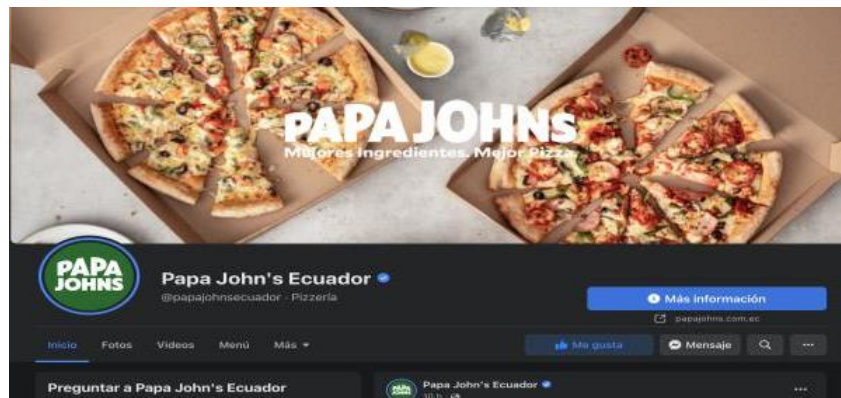 PAPA JOHNS
Mejores Ingredientes. Mejor Pizza
PAPA
JOHNS
Papa John's Ecuador
@papajohnsecuador · Pizzería
Más información
papajohns.com.ec
Inicio Fotos Videos Menú Más
Me gusta Mensaje
Preguntar a Papa John's Ecuador
PAPA
JOHNS
Papa John's Ecuador
10 h